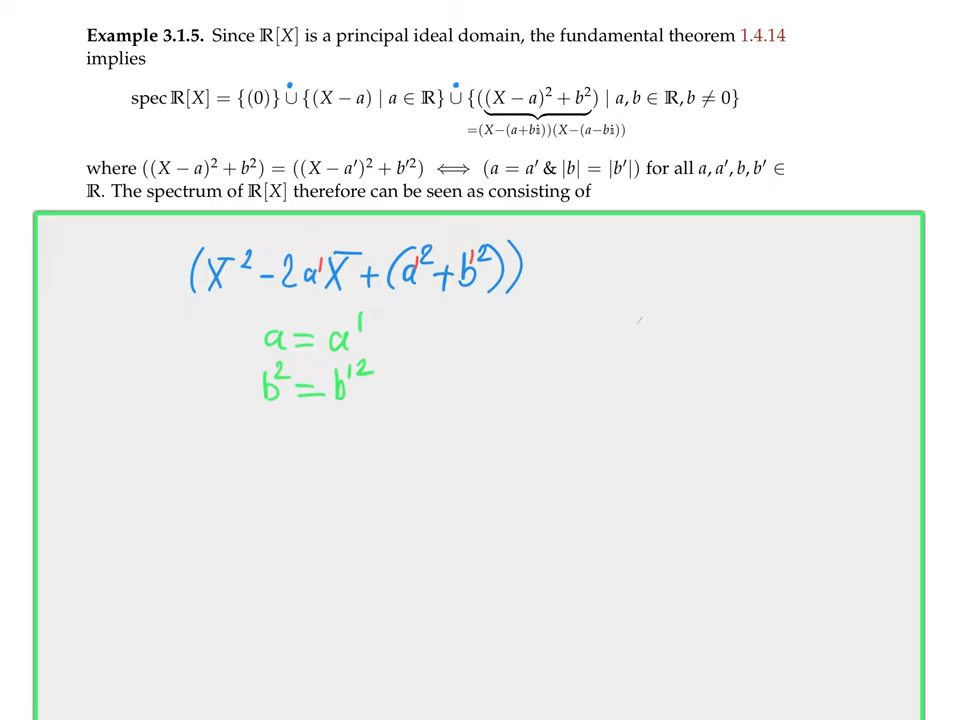 Example 3.1.5. Since ℝ[X] is a principal ideal domain, the fundamental theorem 1.4.14
implies
spec ℝ[X] = {(0)} ∪̇ {(X − a) | a ∈ ℝ} ∪̇ {((X − a)² + b²) | a, b ∈ ℝ, b ≠ 0}
=(X−(a+bi))(X−(a−bi))
where ((X − a)² + b²) = ((X − a′)² + b′²) ⟺ (a = a′ & |b| = |b′|) for all a, a′, b, b′ ∈
ℝ. The spectrum of ℝ[X] therefore can be seen as consisting of
(X² − 2a′X + (a′² + b′²))
a = a′
b² = b′²